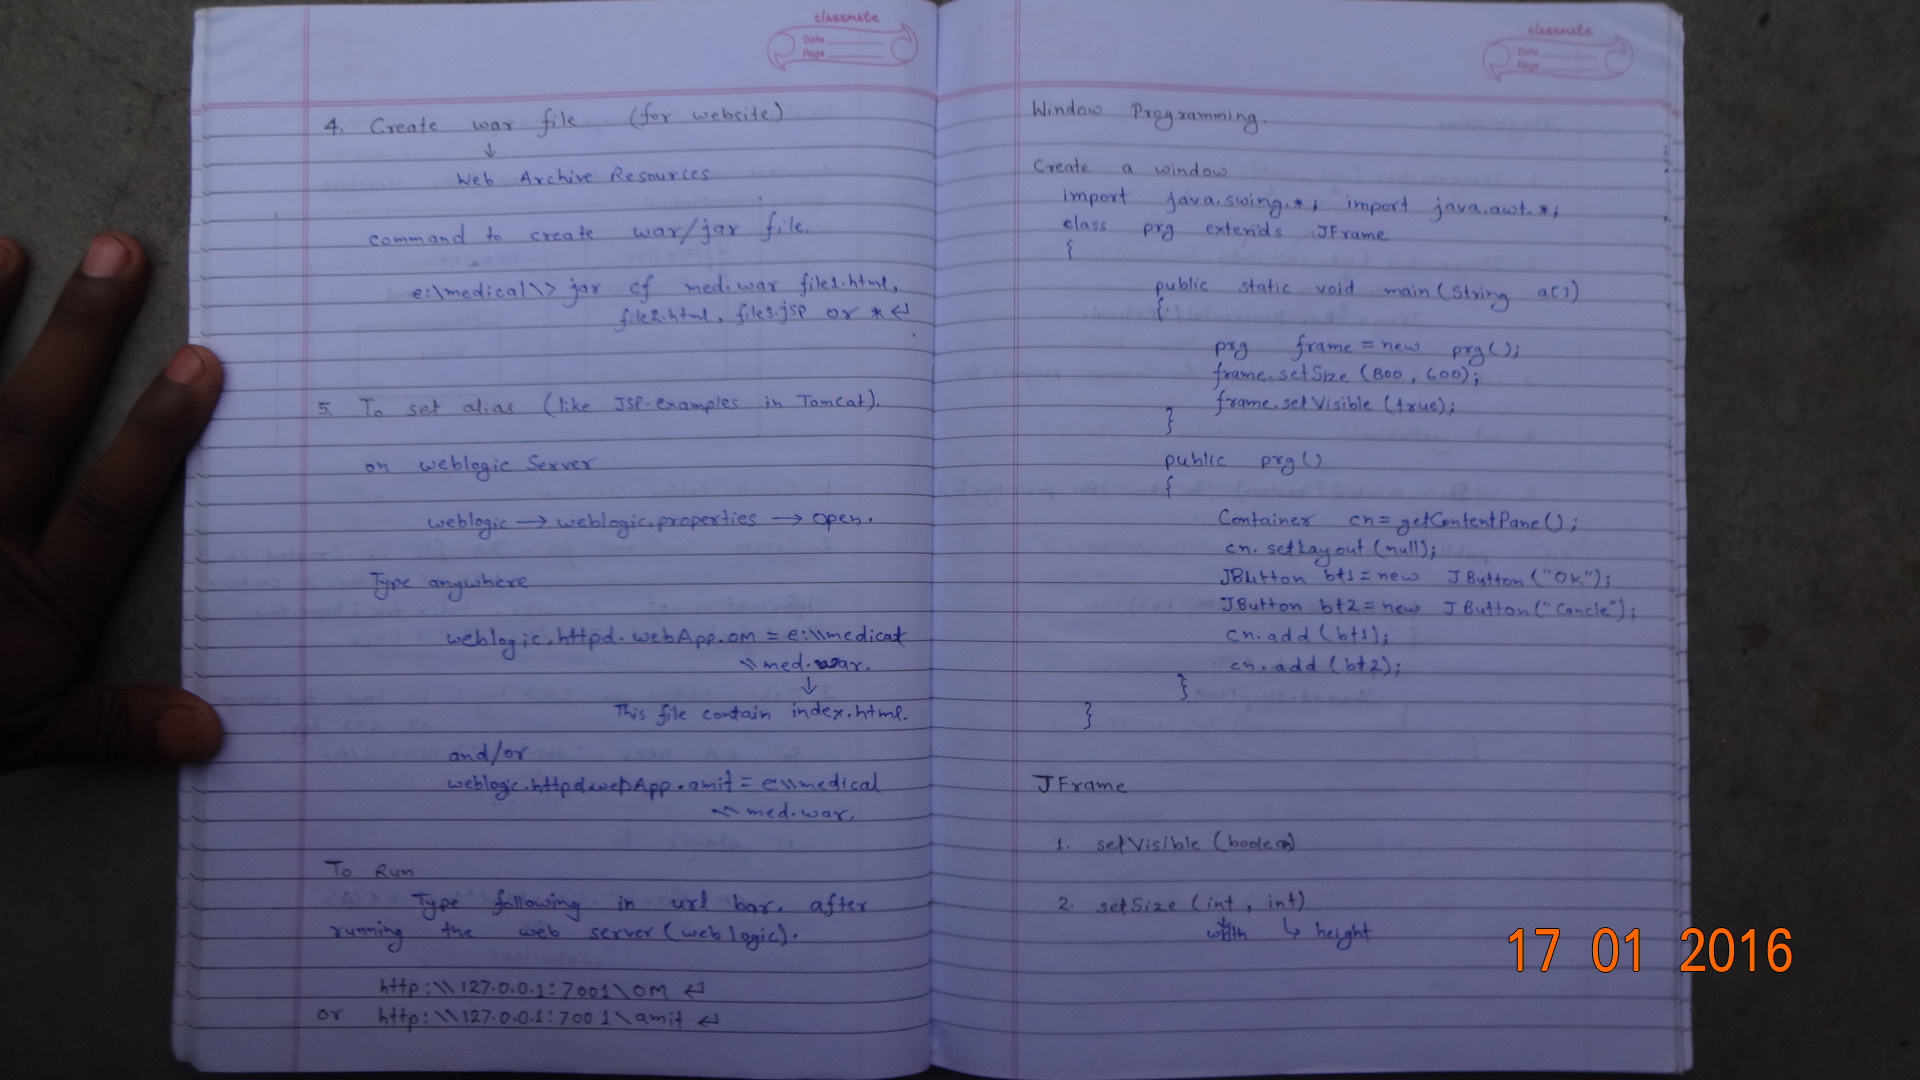 classmate
Date
Page
4. Create war file (for website)
↓
Web Archive Resources
command to create war/jar file.
e:\medical\> jar cf med.war file1.html,
file2.html, file3.jsp or * ↵
5. To set alias (like JSP-examples in Tomcat).
on weblogic Server
weblogic → weblogic.properties → open.
Type anywhere
weblogic.httpd.webApp.om = e:\\medical
\\med.war.
↓
This file contain index.html.
and/or
weblogic.httpd.webApp.amit = e\\medical
\\med.war.
To Run
Type following in url bar, after
running the web server (weblogic).
http:\\127.0.0.1:7001\OM ↵
or http:\\127.0.0.1:7001\amit ↵
classmate
Date
Page
Window Programming.
Create a window
import java.swing.*; import java.awt.*;
class prg extends JFrame
{
public static void main(String a[])
{
prg frame = new prg();
frame.setSize (800, 600);
frame.setVisible (true);
}
public prg()
{
Container cn = getContentPane();
cn.setLayout (null);
JButton bt1 = new JButton("OK");
JButton bt2 = new JButton("Cancle");
cn.add (bt1);
cn.add (bt2);
}
}
JFrame
1. setVisible (boolean)
2. setSize (int, int)
width ↳ height
17 01 2016